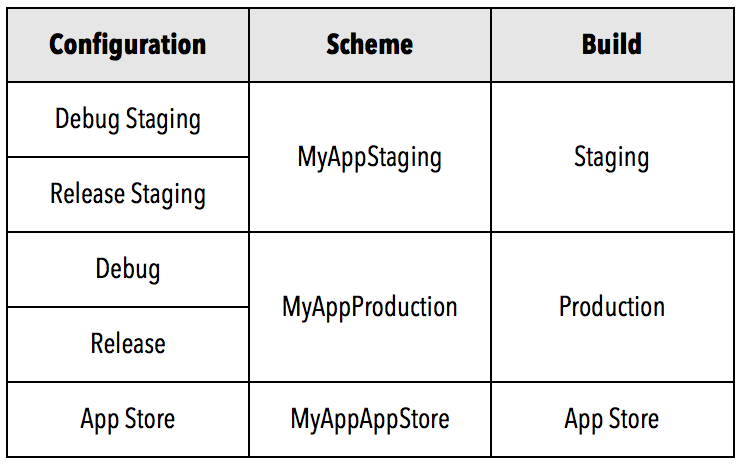 Configuration Scheme Build
Debug Staging
MyAppStaging Staging
Release Staging
Debug
MyAppProduction Production
Release
App Store MyAppAppStore App Store